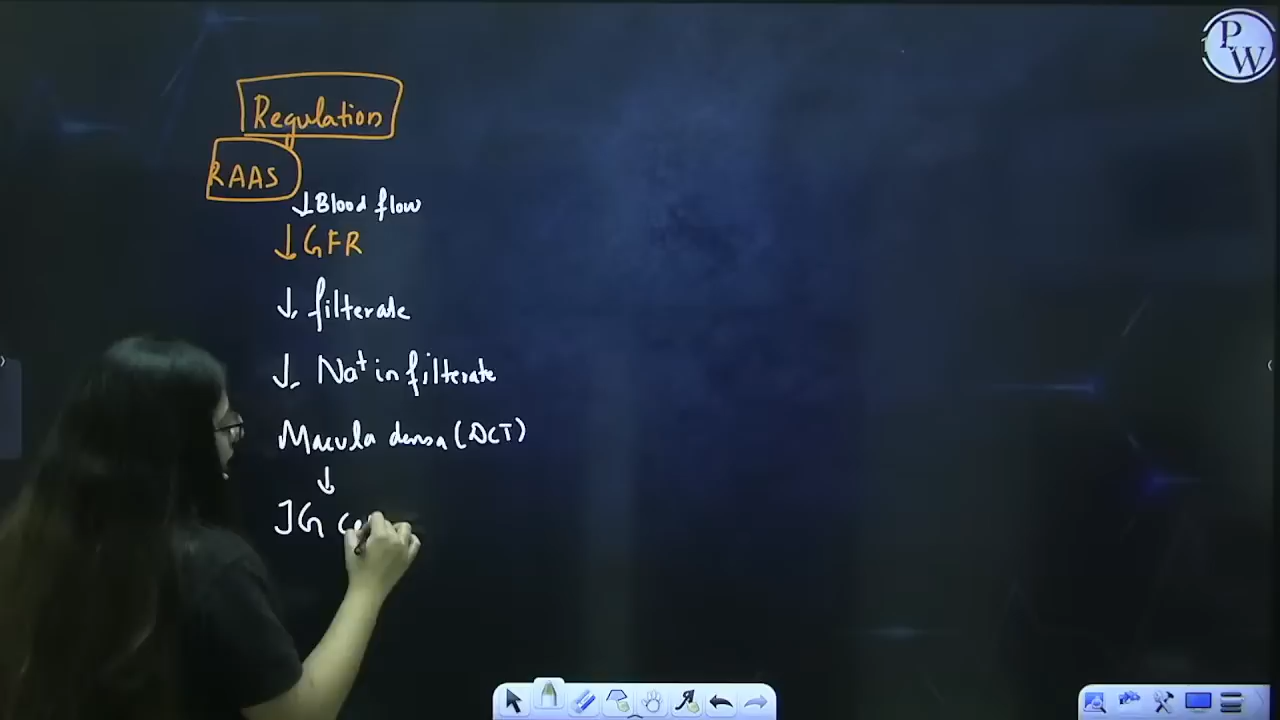 PW
Regulation
RAAS
↓ Blood flow
↓ GFR
↓ filterate
↓ Na⁺ in filterate
Macula densa (DCT)
↓
JG